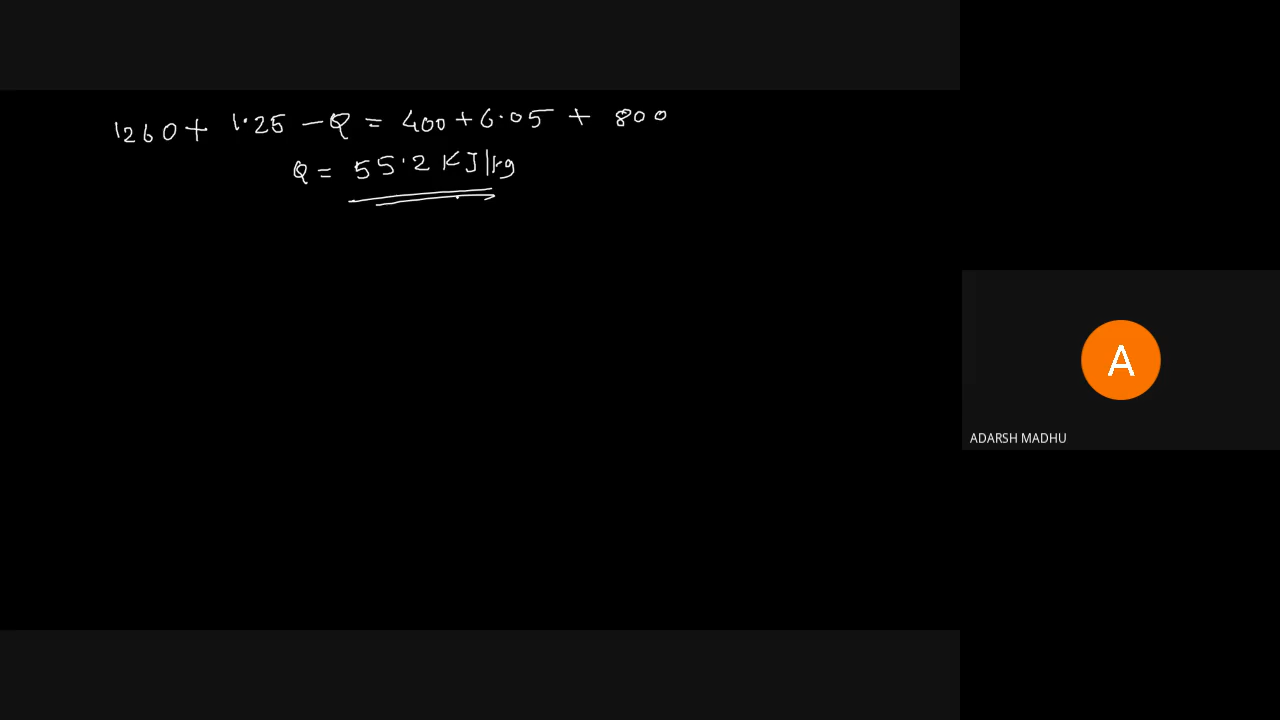 1260 + 1.25 - Q = 400 + 6.05 + 800
Q = 55.2 KJ/kg
A
ADARSH MADHU